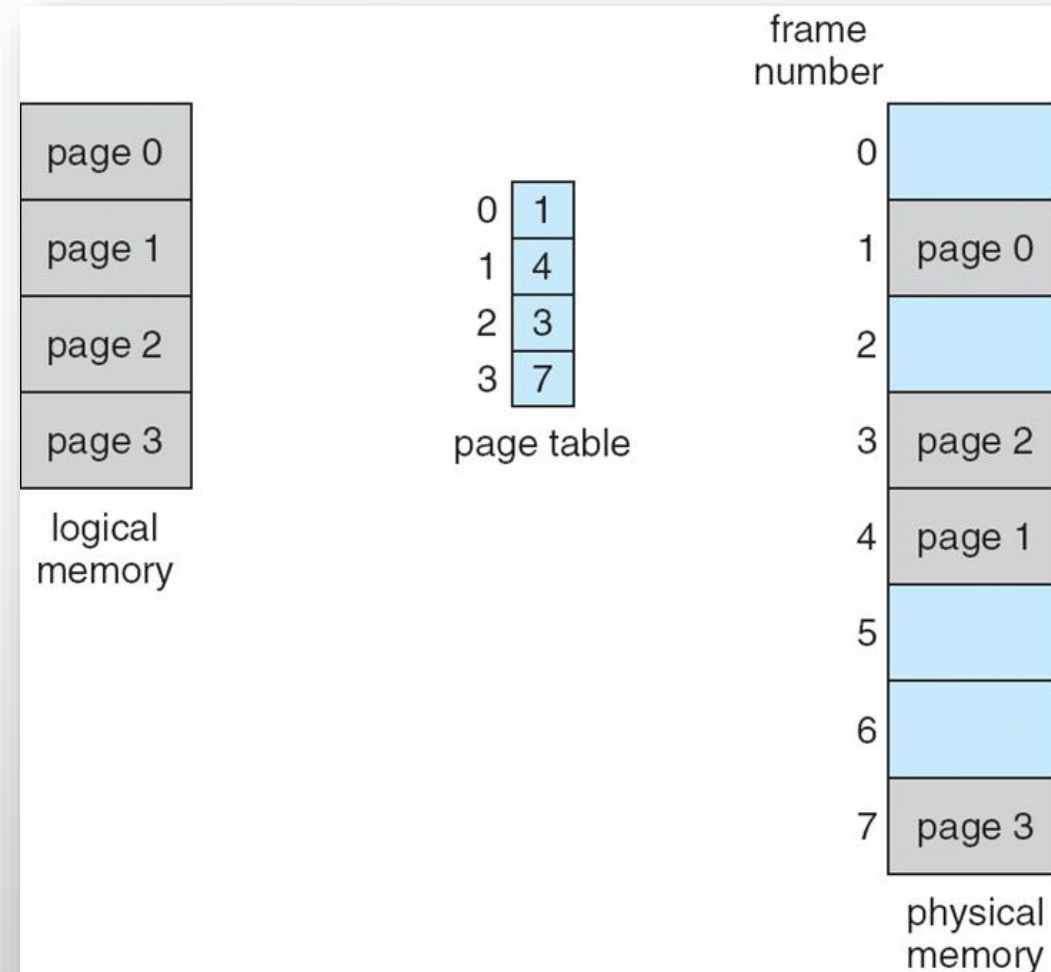 frame
number
page 0
page 1
page 2
page 3
logical
memory
0 1
1 4
2 3
3 7
page table
0
1 page 0
2
3 page 2
4 page 1
5
6
7 page 3
physical
memory